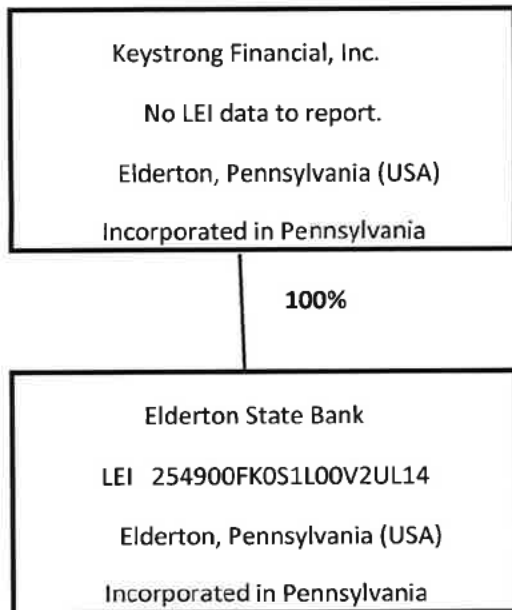 Keystrong Financial, Inc.
No LEI data to report.
Elderton, Pennsylvania (USA)
Incorporated in Pennsylvania
100%
Elderton State Bank
LEI 254900FK0S1L00V2UL14
Elderton, Pennsylvania (USA)
Incorporated in Pennsylvania